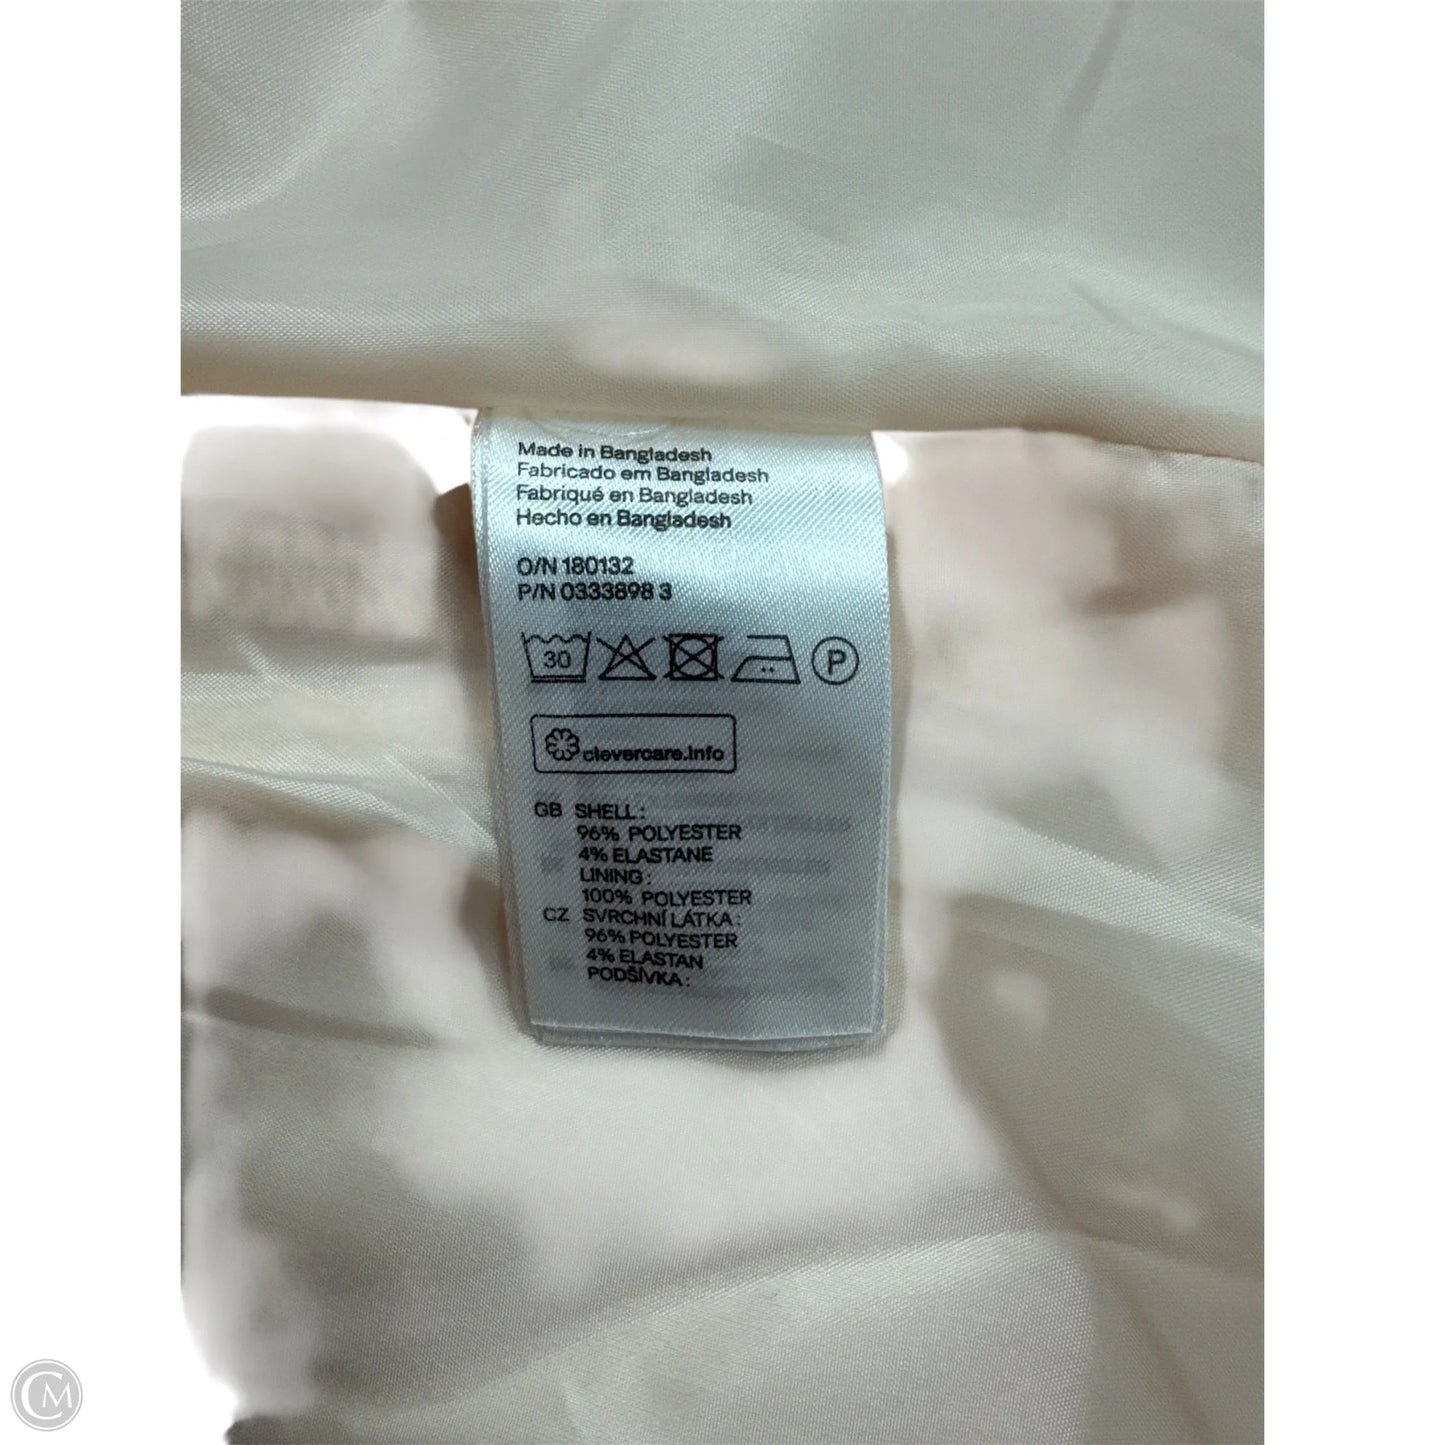 Made in Bangladesh
Fabricado em Bangladesh
Fabriqué en Bangladesh
Hecho en Bangladesh
O/N 180132
P/N 0333898 3
30 P
clevercare.info
GB SHELL:
96% POLYESTER
4% ELASTANE
LINING:
100% POLYESTER
CZ SVRCHNÍ LÁTKA:
96% POLYESTER
4% ELASTAN
PODŠÍVKA:
CM